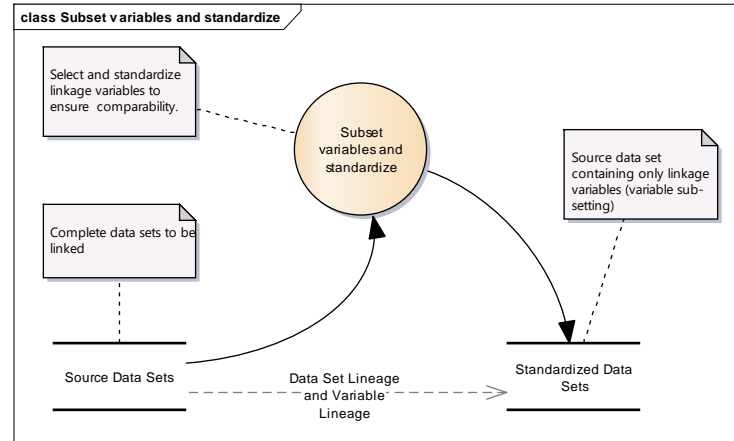 class Subset variables and standardize
Select and standardize
linkage variables to
ensure comparability.
Subset
variables and
standardize
Source data set
containing only linkage
variables (variable sub-
setting)
Complete data sets to be
linked
Source Data Sets
Data Set Lineage
and Variable
Lineage
Standardized Data
Sets